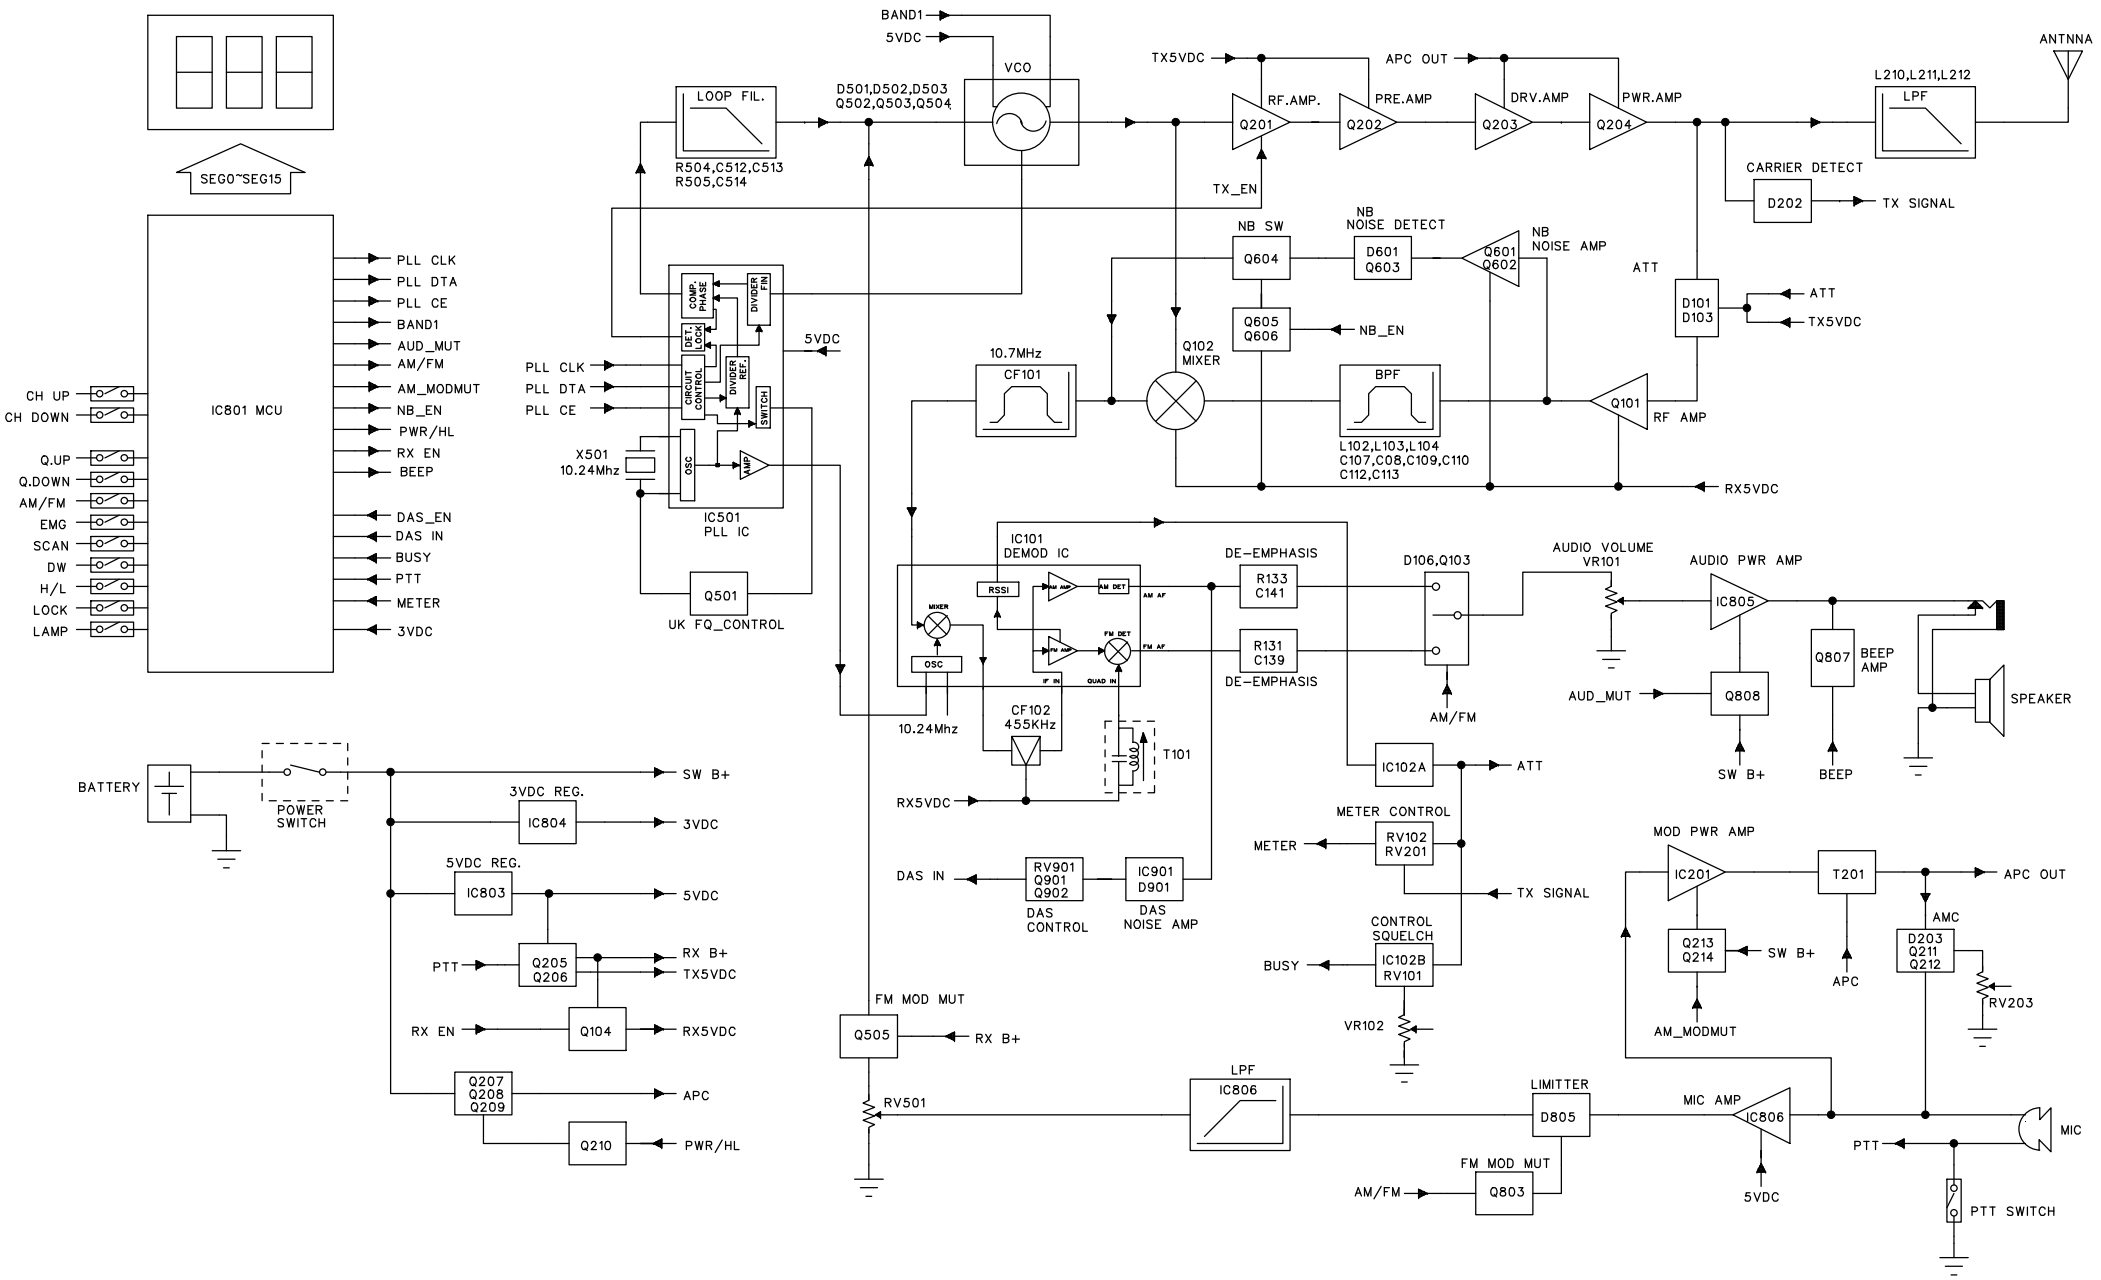 BAND1
5VDC
VCO
D501,D502,D503
Q502,Q503,Q504
LOOP FIL.
R504,C512,C513
R505,C514
TX5VDC
RF.AMP.
Q201
PRE.AMP
Q202
APC OUT
DRV.AMP
Q203
PWR.AMP
Q204
L210,L211,L212
LPF
ANTNNA
CARRIER DETECT
D202
TX SIGNAL
TX_EN
SEG0~SEG15
IC801 MCU
PLL CLK
PLL DTA
PLL CE
BAND1
AUD_MUT
AM/FM
AM_MODMUT
NB_EN
PWR/HL
RX EN
BEEP
DAS_EN
DAS IN
BUSY
PTT
METER
3VDC
CH UP
CH DOWN
Q.UP
Q.DOWN
AM/FM
EMG
SCAN
DW
H/L
LOCK
LAMP
COMP.
PHASE
DIVIDER
FIN
DET.
LOCK
CIRCUIT
CONTROL
DIVIDER
REF.
SWITCH
OSC
AMP
5VDC
PLL CLK
PLL DTA
PLL CE
X501
10.24Mhz
IC501
PLL IC
Q501
UK FQ_CONTROL
NB SW
Q604
NB
NOISE DETECT
D601
Q603
Q601
Q602
NB
NOISE AMP
Q605
Q606
NB_EN
ATT
D101
D103
ATT
TX5VDC
10.7MHz
CF101
Q102
MIXER
BPF
L102,L103,L104
C107,C08,C109,C110
C112,C113
Q101
RF AMP
RX5VDC
IC101
DEMOD IC
RSSI
MIXER
OSC
AM AMP
AM DET
AM AF
FM AMP
FM DET
FM AF
IF IN
QUAD IN
10.24Mhz
CF102
455KHz
T101
RX5VDC
DE-EMPHASIS
R133
C141
R131
C139
DE-EMPHASIS
D106,Q103
AM/FM
AUDIO VOLUME
VR101
AUDIO PWR AMP
IC805
Q807
BEEP
AMP
AUD_MUT
Q808
SW B+
BEEP
SPEAKER
IC102A
ATT
METER CONTROL
RV102
RV201
METER
TX SIGNAL
DAS IN
RV901
Q901
Q902
DAS
CONTROL
IC901
D901
DAS
NOISE AMP
CONTROL
SQUELCH
IC102B
RV101
BUSY
VR102
BATTERY
POWER
SWITCH
SW B+
3VDC REG.
IC804
3VDC
5VDC REG.
IC803
5VDC
PTT
Q205
Q206
RX B+
TX5VDC
RX EN
Q104
RX5VDC
Q207
Q208
Q209
APC
Q210
PWR/HL
FM MOD MUT
Q505
RX B+
RV501
LPF
IC806
LIMITTER
D805
FM MOD MUT
Q803
AM/FM
MIC AMP
IC806
5VDC
MOD PWR AMP
IC201
T201
APC OUT
Q213
Q214
SW B+
AM_MODMUT
APC
AMC
D203
Q211
Q212
RV203
MIC
PTT
PTT SWITCH